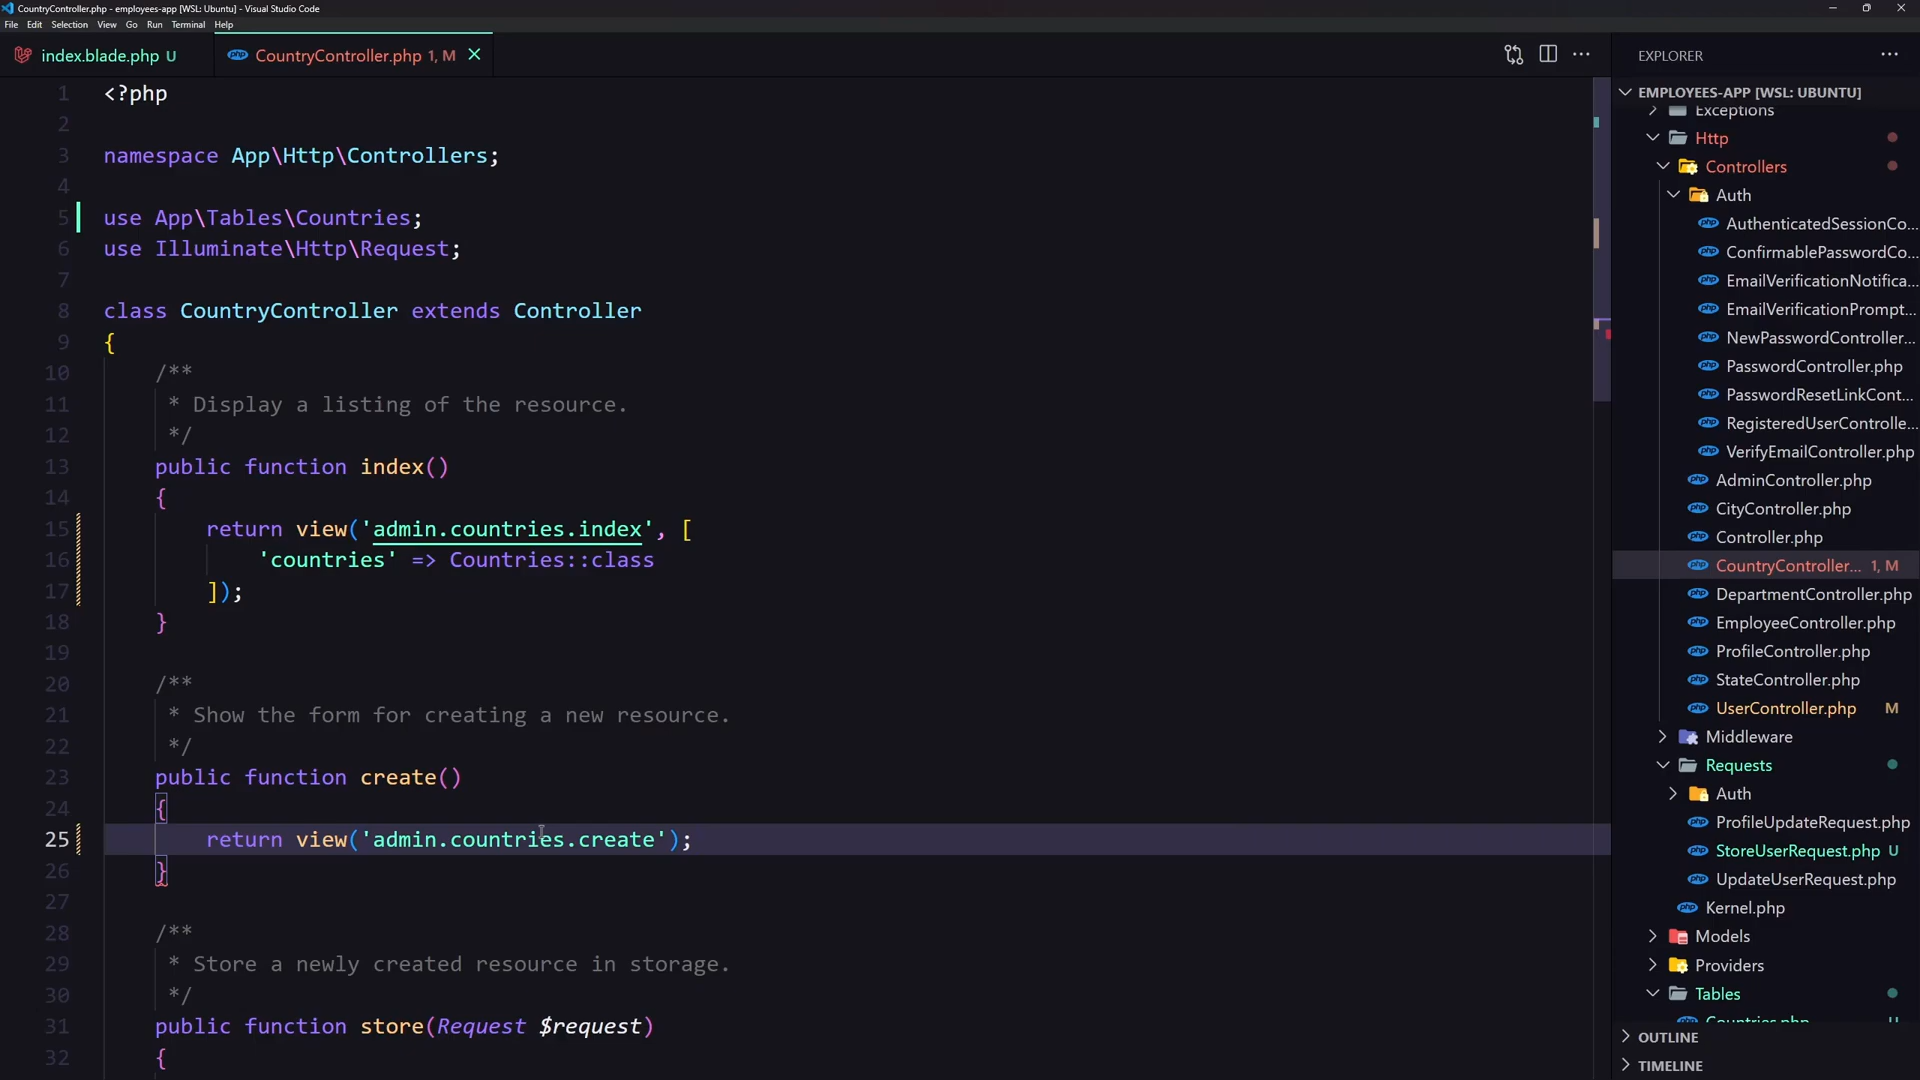 CountryController.php - employees-app [WSL: Ubuntu] - Visual Studio Code
File Edit Selection View Go Run Terminal Help
index.blade.php U
CountryController.php 1, M
1 <?php
2
3 namespace App\Http\Controllers;
4
5 use App\Tables\Countries;
6 use Illuminate\Http\Request;
7
8 class CountryController extends Controller
9 {
10 /**
11 * Display a listing of the resource.
12 */
13 public function index()
14 {
15 return view('admin.countries.index', [
16 'countries' => Countries::class
17 ]);
18 }
19
20 /**
21 * Show the form for creating a new resource.
22 */
23 public function create()
24 {
25 return view('admin.countries.create');
26 }
27
28 /**
29 * Store a newly created resource in storage.
30 */
31 public function store(Request $request)
32 {
EXPLORER
EMPLOYEES-APP [WSL: UBUNTU]
Exceptions
Http
Controllers
Auth
AuthenticatedSessionCo...
ConfirmablePasswordCo...
EmailVerificationNotifica...
EmailVerificationPrompt...
NewPasswordController...
PasswordController.php
PasswordResetLinkCont...
RegisteredUserControlle...
VerifyEmailController.php
AdminController.php
CityController.php
Controller.php
CountryController... 1, M
DepartmentController.php
EmployeeController.php
ProfileController.php
StateController.php
UserController.php M
Middleware
Requests
Auth
ProfileUpdateRequest.php
StoreUserRequest.php U
UpdateUserRequest.php
Kernel.php
Models
Providers
Tables
Countries.php U
OUTLINE
TIMELINE